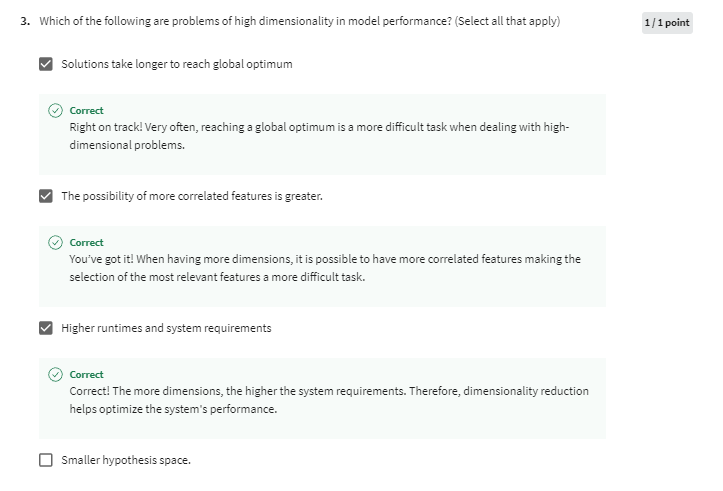 3. Which of the following are problems of high dimensionality in model performance? (Select all that apply)
1 / 1 point
Solutions take longer to reach global optimum
Correct
Right on track! Very often, reaching a global optimum is a more difficult task when dealing with high-
dimensional problems.
The possibility of more correlated features is greater.
Correct
You've got it! When having more dimensions, it is possible to have more correlated features making the
selection of the most relevant features a more difficult task.
Higher runtimes and system requirements
Correct
Correct! The more dimensions, the higher the system requirements. Therefore, dimensionality reduction
helps optimize the system's performance.
Smaller hypothesis space.